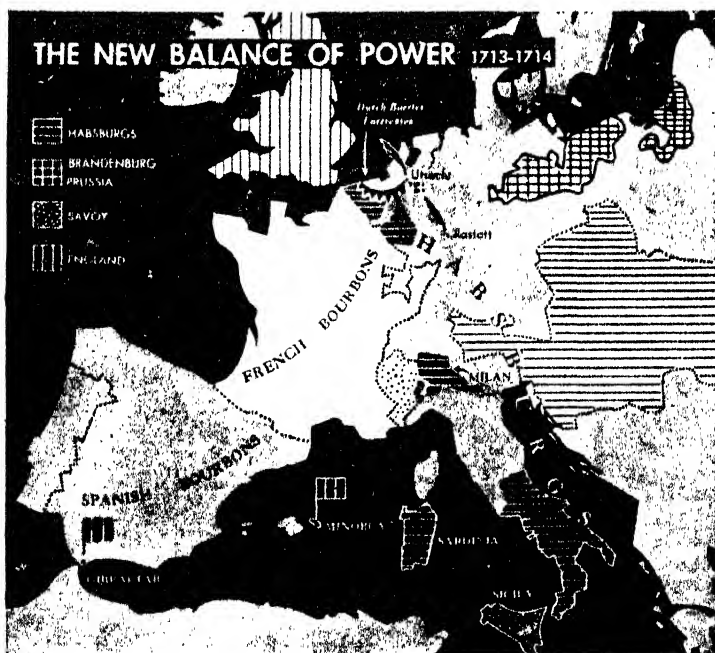 THE NEW BALANCE OF POWER 1713-1714
HABSBURGS
BRANDENBURG
PRUSSIA
SAVOY
ENGLAND
Dutch Barrier
Fortresses
Utrecht
Rastatt
HABSBURGS
FRENCH BOURBONS
MILAN
SPANISH BOURBONS
MINORCA
SARDINIA
GIBRALTAR
SICILY